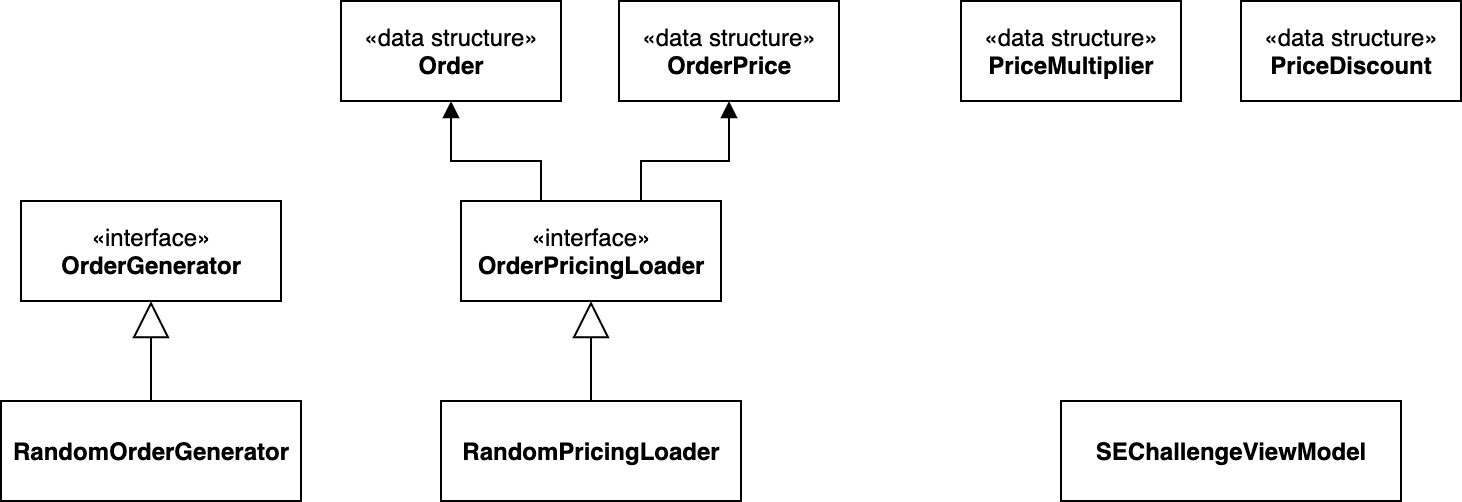 «data structure»
Order
«data structure»
OrderPrice
«data structure»
PriceMultiplier
«data structure»
PriceDiscount
«interface»
OrderGenerator
«interface»
OrderPricingLoader
RandomOrderGenerator
RandomPricingLoader
SEChallengeViewModel